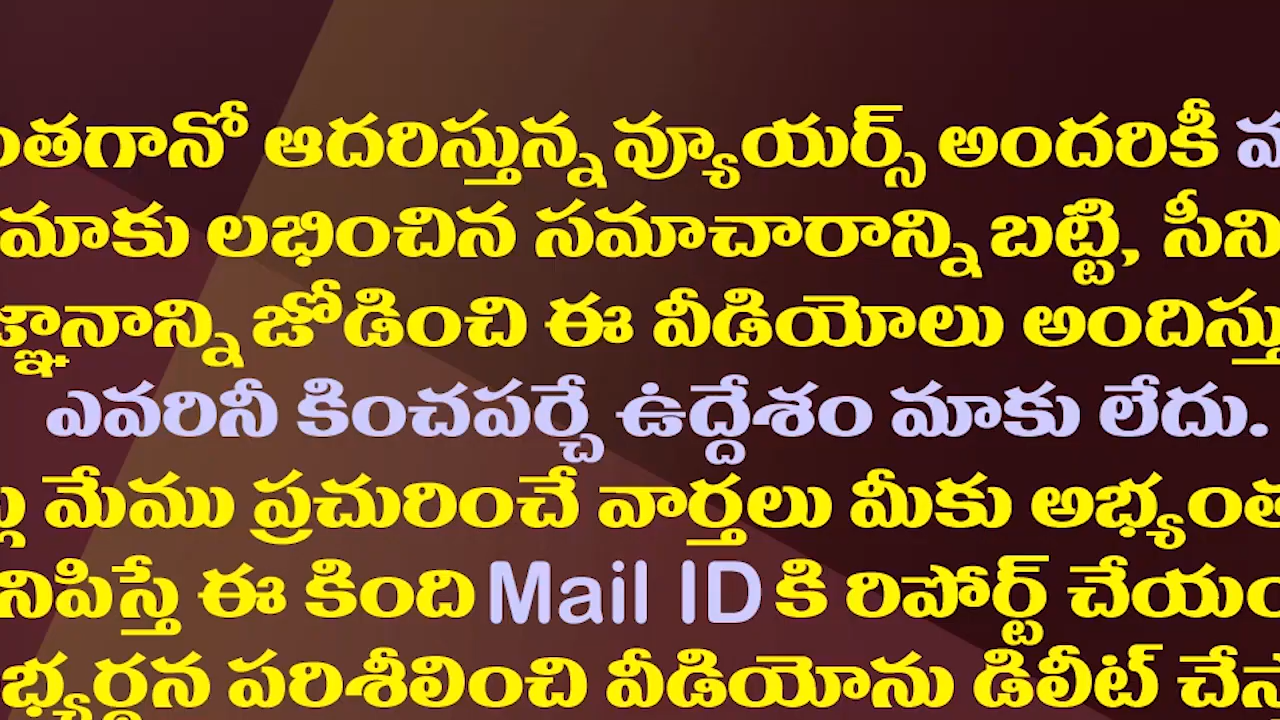 ంతగానో ఆదరిస్తున్న వ్యూయర్స్ అందరికీ
మాకు లభించిన సమాచారాన్ని బట్టి, సీని
జ్ఞానాన్ని జోడించి ఈ వీడియోలు అందిస్తు
ఎవరినీ కించపర్చే ఉద్దేశం మాకు లేదు.
మేము ప్రచురించే వార్తలు మీకు అభ్యంత
నిపిస్తే ఈ కింది Mail ID కి రిపోర్ట్ చేయం
భ్యర్థన పరిశీలించి వీడియోను డిలీట్ చేస